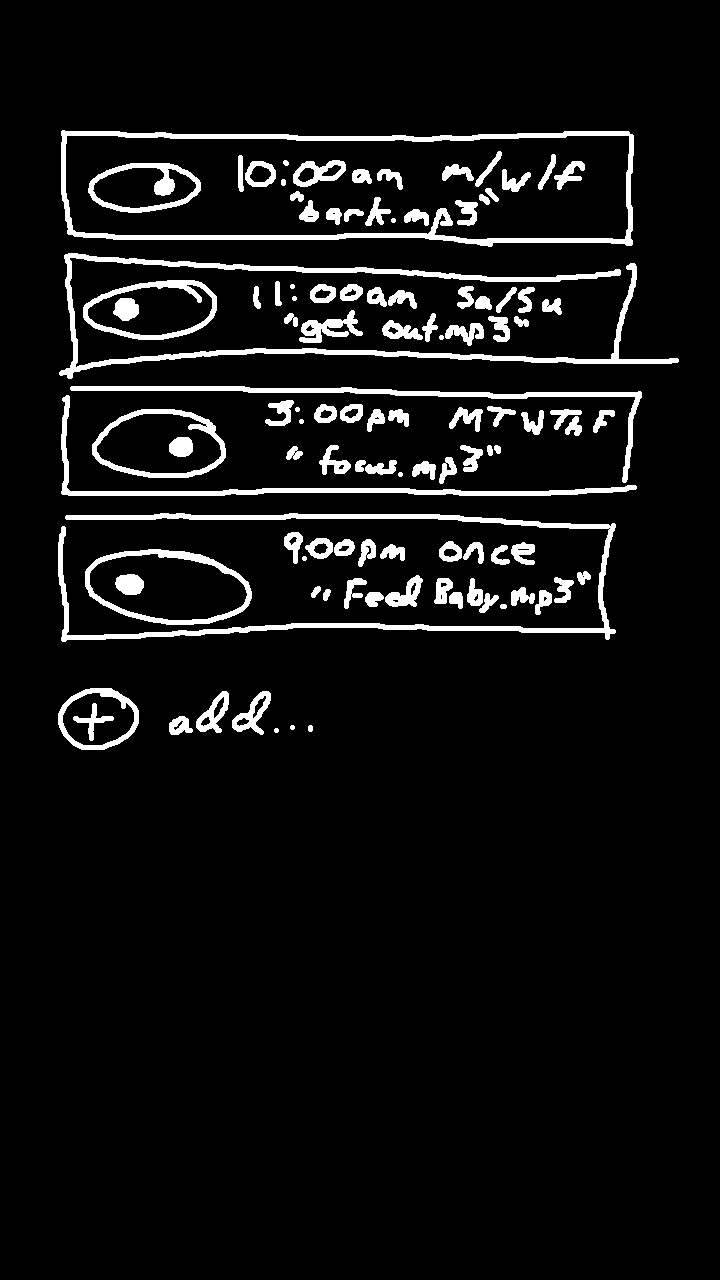 10:00am m/w/f
"bark.mp3"
11:00am Sa/Su
"get out.mp3"
3:00pm MTWThF
"focus.mp3"
9:00pm once
"Feed Baby.mp3"
+ add...